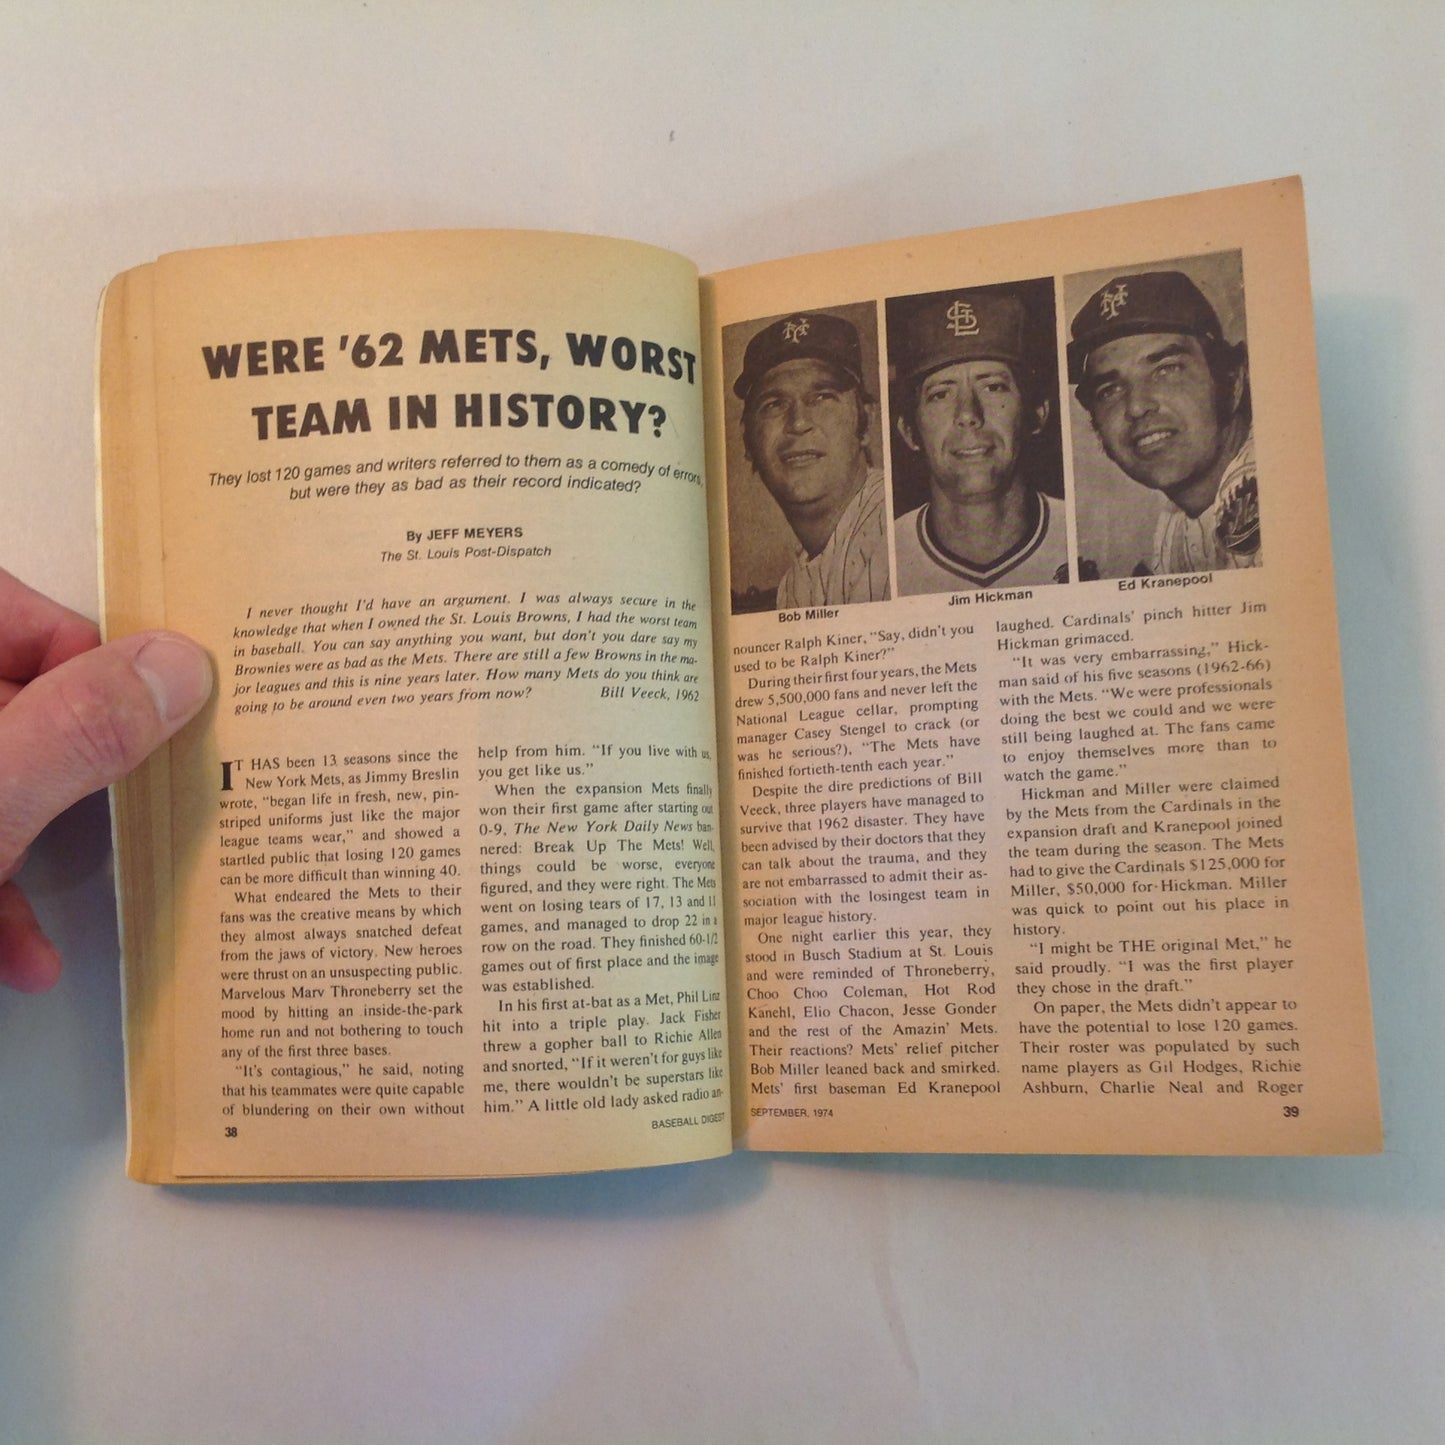 WERE '62 METS, WORST
TEAM IN HISTORY?
They lost 120 games and writers referred to them as a comedy of errors,
but were they as bad as their record indicated?
By JEFF MEYERS
The St. Louis Post-Dispatch
I never thought I'd have an argument. I was always secure in the
knowledge that when I owned the St. Louis Browns, I had the worst team
in baseball. You can say anything you want, but don't you dare say my
Brownies were as bad as the Mets. There are still a few Browns in the ma-
jor leagues and this is nine years later. How many Mets do you think are
going to be around even two years from now? Bill Veeck, 1962
IT HAS been 13 seasons since the
New York Mets, as Jimmy Breslin
wrote, "began life in fresh, new, pin-
striped uniforms just like the major
league teams wear," and showed a
startled public that losing 120 games
can be more difficult than winning 40.
What endeared the Mets to their
fans was the creative means by which
they almost always snatched defeat
from the jaws of victory. New heroes
were thrust on an unsuspecting public.
Marvelous Marv Throneberry set the
mood by hitting an inside-the-park
home run and not bothering to touch
any of the first three bases.
"It's contagious," he said, noting
that his teammates were quite capable
of blundering on their own without
help from him. "If you live with us,
you get like us."
When the expansion Mets finally
won their first game after starting out
0-9, The New York Daily News ban-
nered: Break Up The Mets! Well,
things could be worse, everyone
figured, and they were right. The Mets
went on losing tears of 17, 13 and 11
games, and managed to drop 22 in a
row on the road. They finished 60-1/2
games out of first place and the image
was established.
In his first at-bat as a Met, Phil Linz
hit into a triple play. Jack Fisher
threw a gopher ball to Richie Allen
and snorted, "If it weren't for guys like
me, there wouldn't be superstars like
him." A little old lady asked radio an-
38
BASEBALL DIGEST
NY
StL
NY
Bob Miller
Jim Hickman
Ed Kranepool
nouncer Ralph Kiner, "Say, didn't you
used to be Ralph Kiner?"
During their first four years, the Mets
drew 5,500,000 fans and never left the
National League cellar, prompting
manager Casey Stengel to crack (or
was he serious?), "The Mets have
finished fortieth-tenth each year."
Despite the dire predictions of Bill
Veeck, three players have managed to
survive that 1962 disaster. They have
been advised by their doctors that they
can talk about the trauma, and they
are not embarrassed to admit their as-
sociation with the losingest team in
major league history.
One night earlier this year, they
stood in Busch Stadium at St. Louis
and were reminded of Throneberry,
Choo Choo Coleman, Hot Rod
Kanehl, Elio Chacon, Jesse Gonder
and the rest of the Amazin' Mets.
Their reactions? Mets' relief pitcher
Bob Miller leaned back and smirked.
Mets' first baseman Ed Kranepool
laughed. Cardinals' pinch hitter Jim
Hickman grimaced.
"It was very embarrassing," Hick-
man said of his five seasons (1962-66)
with the Mets. "We were professionals
doing the best we could and we were
still being laughed at. The fans came
to enjoy themselves more than to
watch the game."
Hickman and Miller were claimed
by the Mets from the Cardinals in the
expansion draft and Kranepool joined
the team during the season. The Mets
had to give the Cardinals $125,000 for
Miller, $50,000 for Hickman. Miller
was quick to point out his place in
history.
"I might be THE original Met," he
said proudly. "I was the first player
they chose in the draft."
On paper, the Mets didn't appear to
have the potential to lose 120 games.
Their roster was populated by such
name players as Gil Hodges, Richie
Ashburn, Charlie Neal and Roger
SEPTEMBER, 1974
39